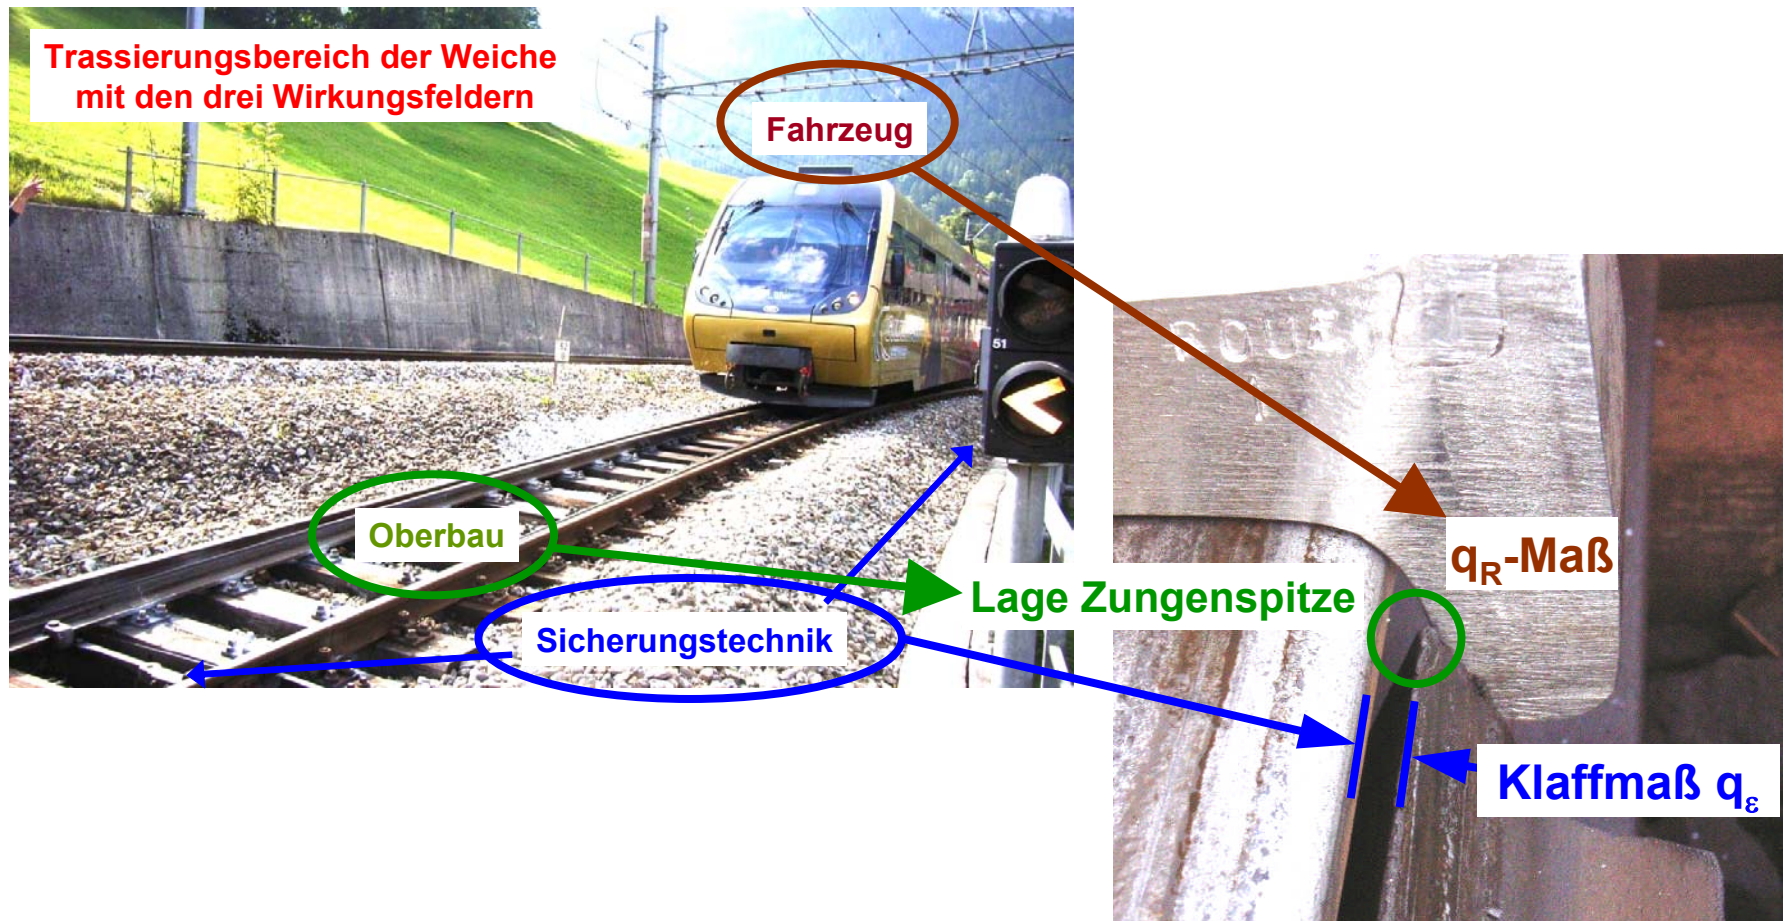 Trassierungsbereich der Weiche
mit den drei Wirkungsfeldern
Fahrzeug
51
Oberbau
Sicherungstechnik
Lage Zungenspitze
qR-Maß
Klaffmaß qε